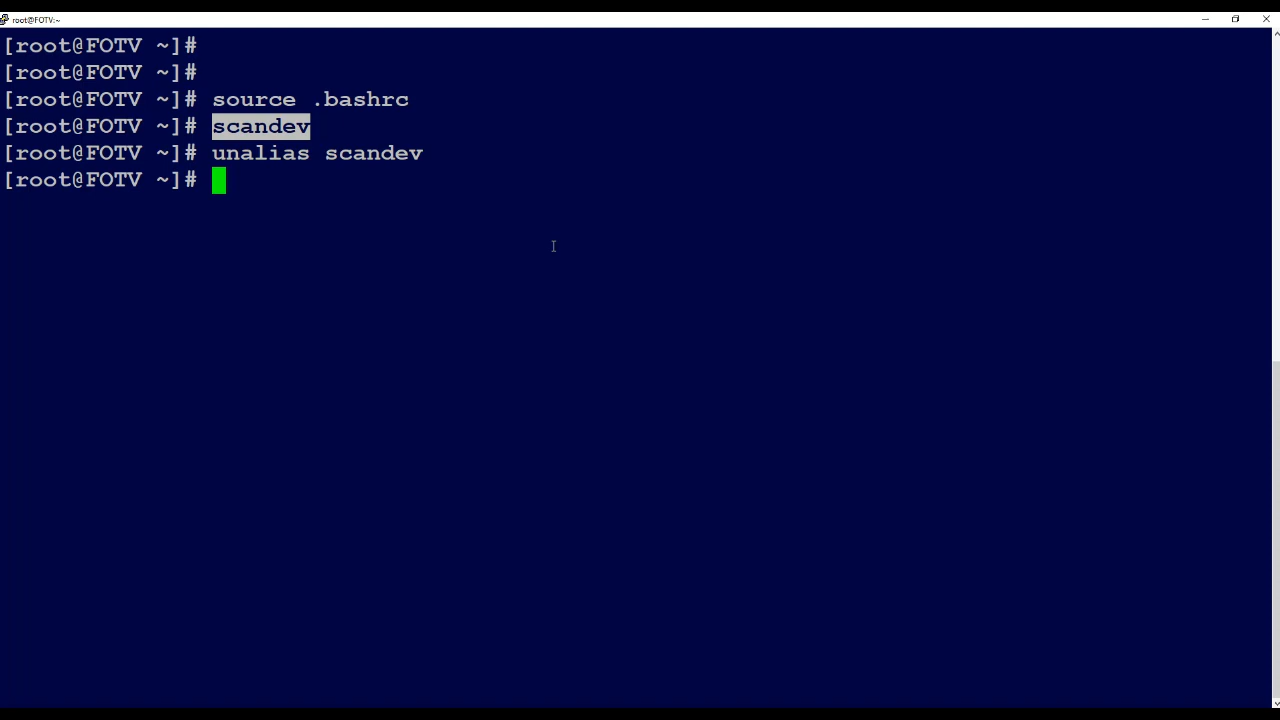 root@FOTV:~
[root@FOTV ~]#
[root@FOTV ~]#
[root@FOTV ~]# source .bashrc
[root@FOTV ~]# scandev
[root@FOTV ~]# unalias scandev
[root@FOTV ~]#